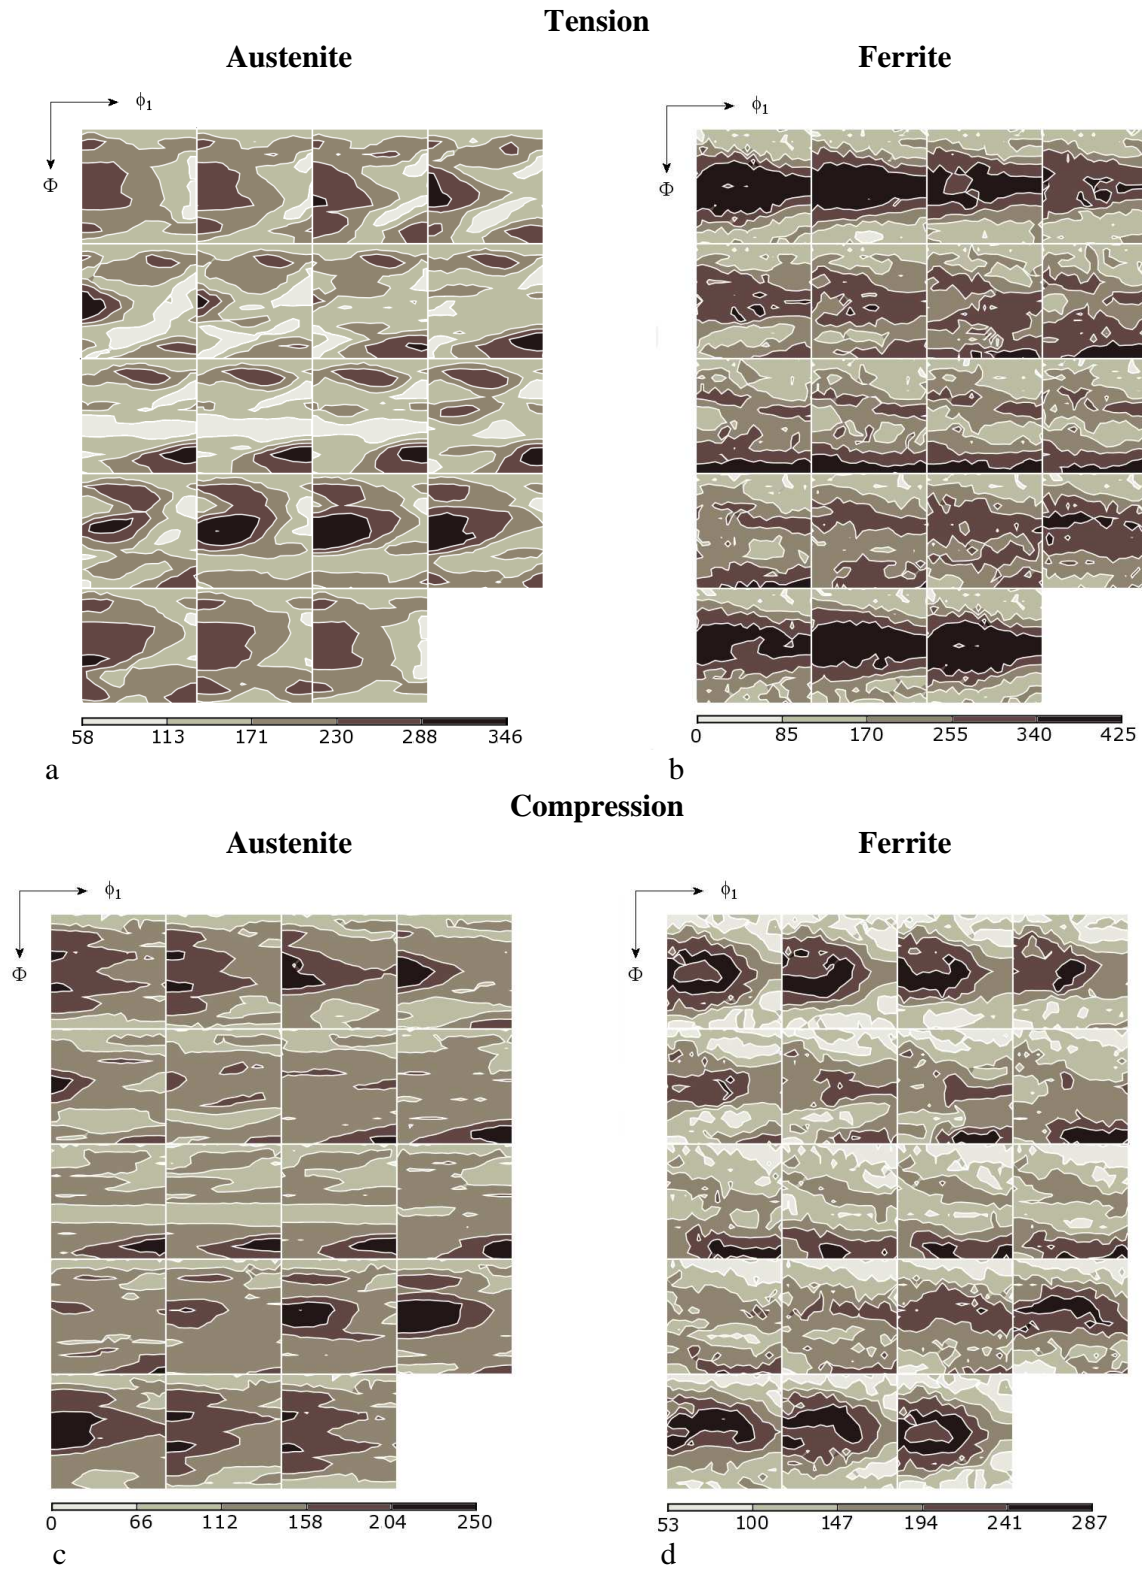 Tension
Austenite Ferrite
ϕ1 ϕ1
Φ Φ
58 113 171 230 288 346 0 85 170 255 340 425
a b
Compression
Austenite Ferrite
ϕ1 ϕ1
Φ Φ
0 66 112 158 204 250 53 100 147 194 241 287
c d